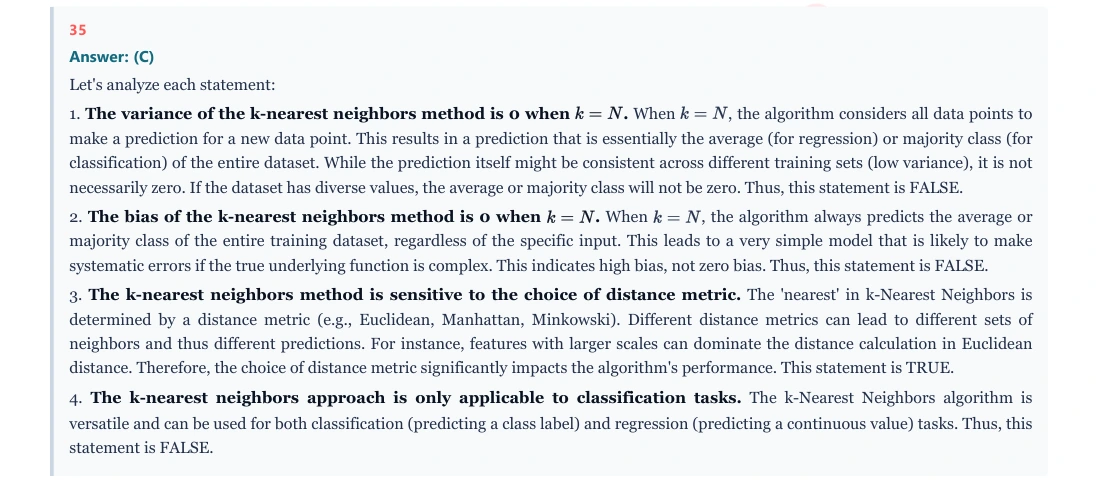 35
Answer: (C)
Let's analyze each statement:
1. The variance of the k-nearest neighbors method is 0 when k = N. When k = N, the algorithm considers all data points to
make a prediction for a new data point. This results in a prediction that is essentially the average (for regression) or majority class (for
classification) of the entire dataset. While the prediction itself might be consistent across different training sets (low variance), it is not
necessarily zero. If the dataset has diverse values, the average or majority class will not be zero. Thus, this statement is FALSE.
2. The bias of the k-nearest neighbors method is 0 when k = N. When k = N, the algorithm always predicts the average or
majority class of the entire training dataset, regardless of the specific input. This leads to a very simple model that is likely to make
systematic errors if the true underlying function is complex. This indicates high bias, not zero bias. Thus, this statement is FALSE.
3. The k-nearest neighbors method is sensitive to the choice of distance metric. The 'nearest' in k-Nearest Neighbors is
determined by a distance metric (e.g., Euclidean, Manhattan, Minkowski). Different distance metrics can lead to different sets of
neighbors and thus different predictions. For instance, features with larger scales can dominate the distance calculation in Euclidean
distance. Therefore, the choice of distance metric significantly impacts the algorithm's performance. This statement is TRUE.
4. The k-nearest neighbors approach is only applicable to classification tasks. The k-Nearest Neighbors algorithm is
versatile and can be used for both classification (predicting a class label) and regression (predicting a continuous value) tasks. Thus, this
statement is FALSE.